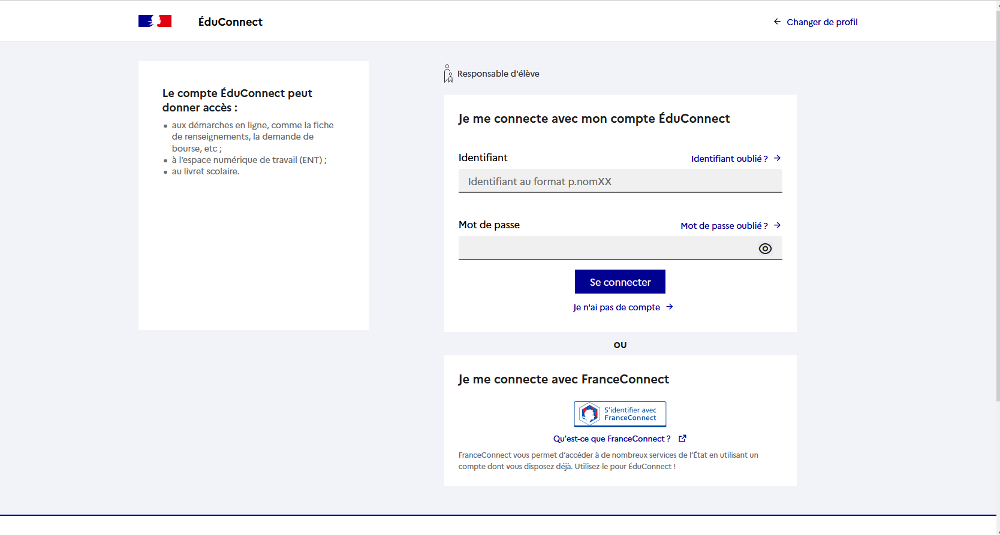 ÉduConnect
Changer de profil
Le compte ÉduConnect peut
donner accès :
aux démarches en ligne, comme la fiche
de renseignements, la demande de
bourse, etc ;
à l’espace numérique de travail (ENT) ;
au livret scolaire.
Responsable d'élève
Je me connecte avec mon compte ÉduConnect
Identifiant
Identifiant oublié ?
Identifiant au format p.nomXX
Mot de passe
Mot de passe oublié ?
Se connecter
Je n'ai pas de compte
OU
Je me connecte avec FranceConnect
S’identifier avec
FranceConnect
Qu'est-ce que FranceConnect ?
FranceConnect vous permet d’accéder à de nombreux services de l’État en utilisant un
compte dont vous disposez déjà. Utilisez-le pour ÉduConnect !